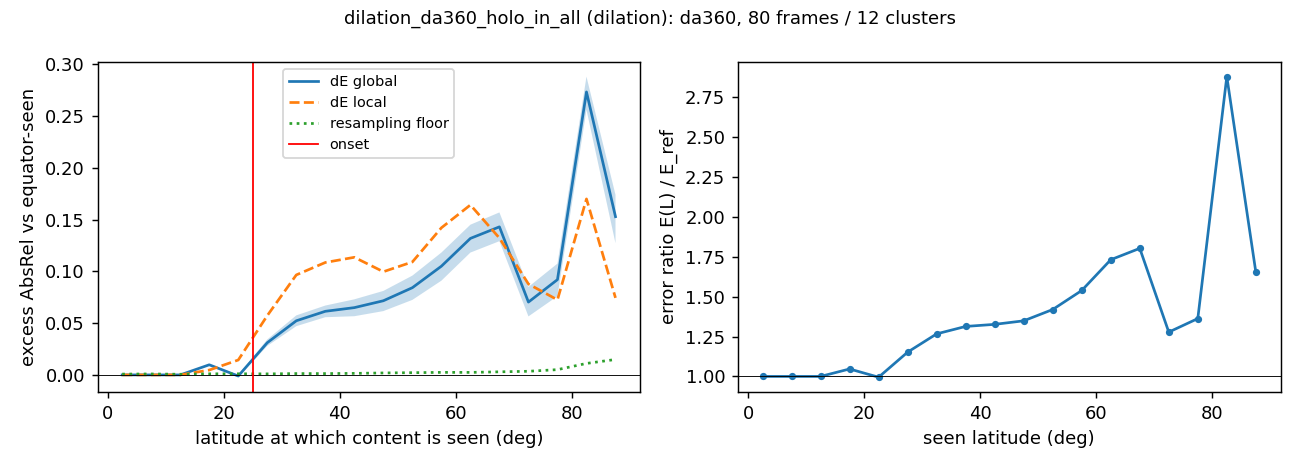 dilation_da360_holo_in_all (dilation): da360, 80 frames / 12 clusters
excess AbsRel vs equator-seen
0.30
0.25
0.20
0.15
0.10
0.05
0.00
dE global
dE local
resampling floor
onset
0
20
40
60
80
latitude at which content is seen (deg)
error ratio E(L) / E_ref
2.75
2.50
2.25
2.00
1.75
1.50
1.25
1.00
0
20
40
60
80
seen latitude (deg)